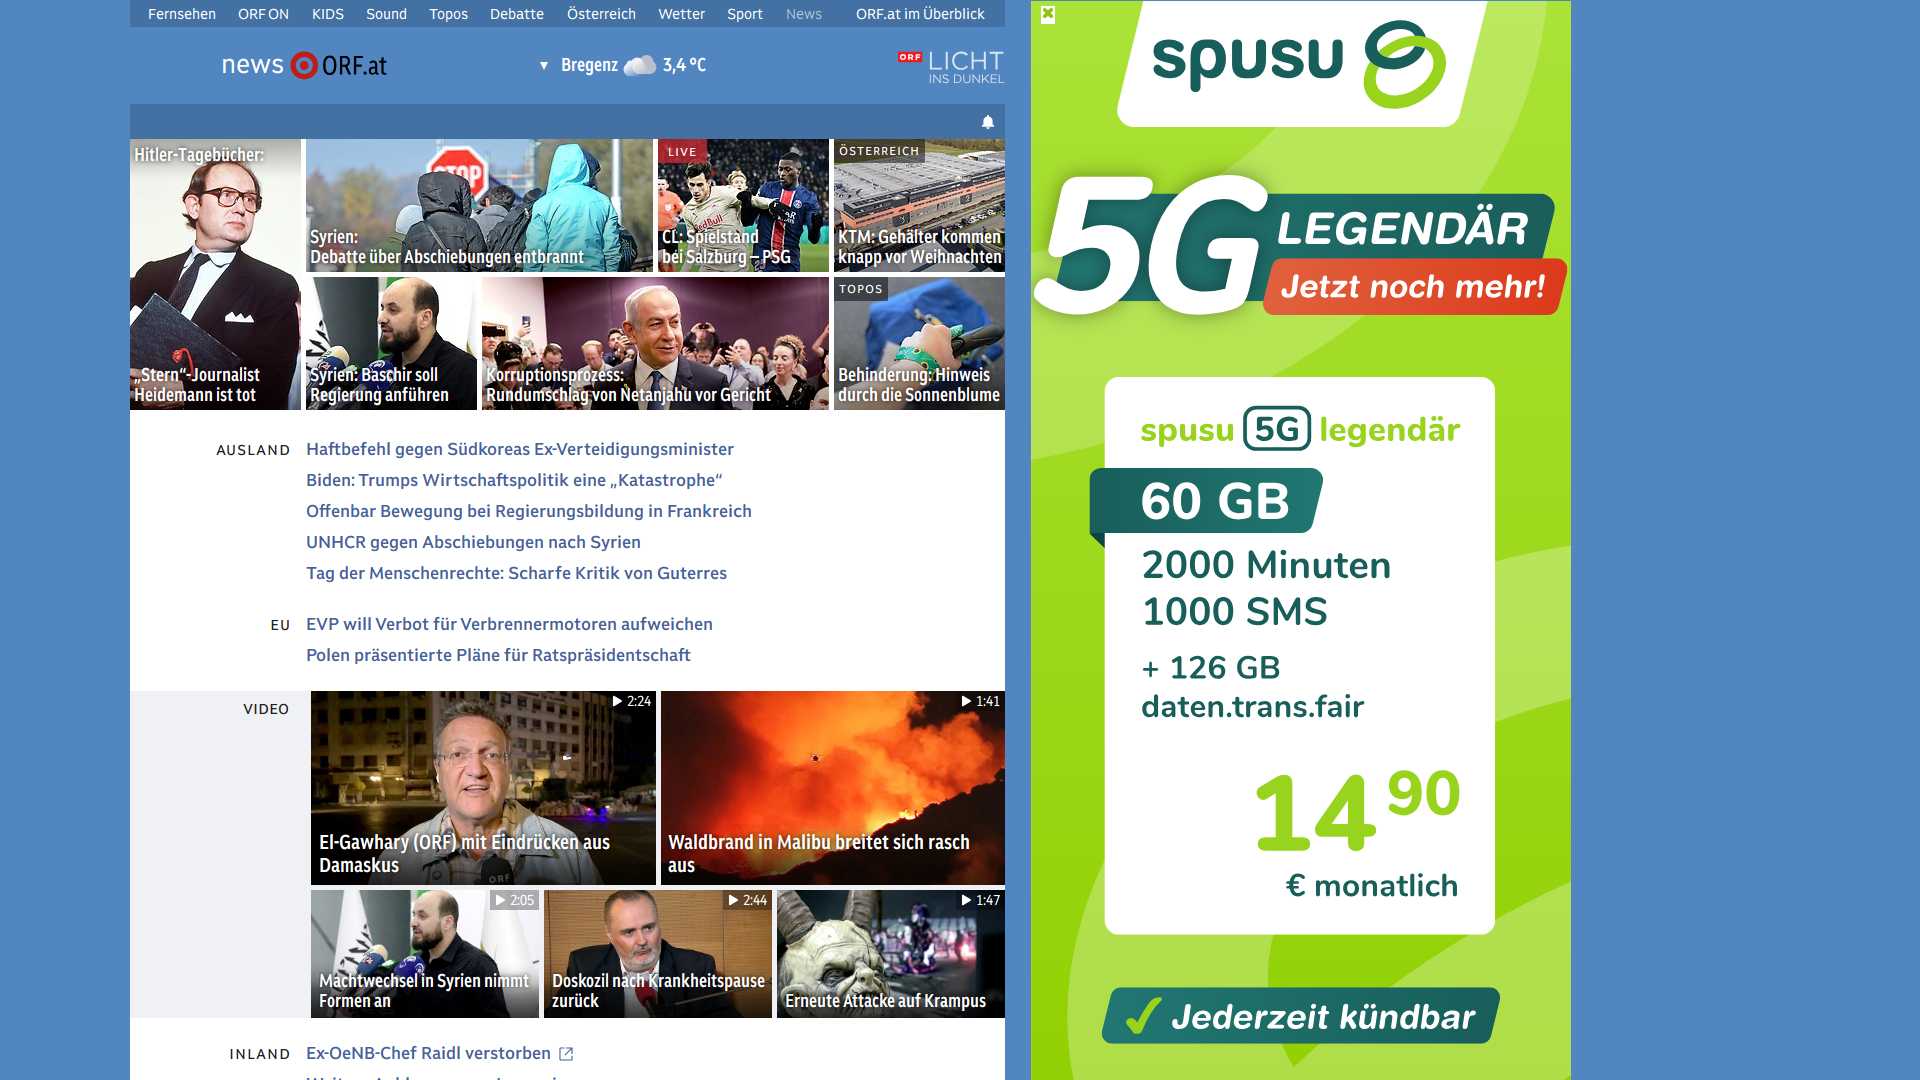 Fernsehen ORF ON KIDS Sound Topos Debatte Österreich Wetter Sport News ORF.at im Überblick
news ORF.at
▼ Bregenz 3,4 °C
ORF LICHT
INS DUNKEL
Hitler-Tagebücher:
„Stern“-Journalist
Heidemann ist tot
STOP
Syrien:
Debatte über Abschiebungen entbrannt
LIVE
CL: Spielstand
bei Salzburg – PSG
ÖSTERREICH
KTM: Gehälter kommen
knapp vor Weihnachten
Syrien: Baschir soll
Regierung anführen
Korruptionsprozess:
Rundumschlag von Netanjahu vor Gericht
TOPOS
Behinderung: Hinweis
durch die Sonnenblume
AUSLAND
Haftbefehl gegen Südkoreas Ex-Verteidigungsminister
Biden: Trumps Wirtschaftspolitik eine „Katastrophe“
Offenbar Bewegung bei Regierungsbildung in Frankreich
UNHCR gegen Abschiebungen nach Syrien
Tag der Menschenrechte: Scharfe Kritik von Guterres
EU
EVP will Verbot für Verbrennermotoren aufweichen
Polen präsentierte Pläne für Ratspräsidentschaft
VIDEO
2:24
El-Gawhary (ORF) mit Eindrücken aus
Damaskus
ORF
1:41
Waldbrand in Malibu breitet sich rasch
aus
2:05
Machtwechsel in Syrien nimmt
Formen an
2:44
Doskozil nach Krankheitspause
zurück
1:47
Erneute Attacke auf Krampus
INLAND
Ex-OeNB-Chef Raidl verstorben
spusu
5G LEGENDÄR
Jetzt noch mehr!
spusu 5G legendär
60 GB
2000 Minuten
1000 SMS
+ 126 GB
daten.trans.fair
14 90
€ monatlich
Jederzeit kündbar